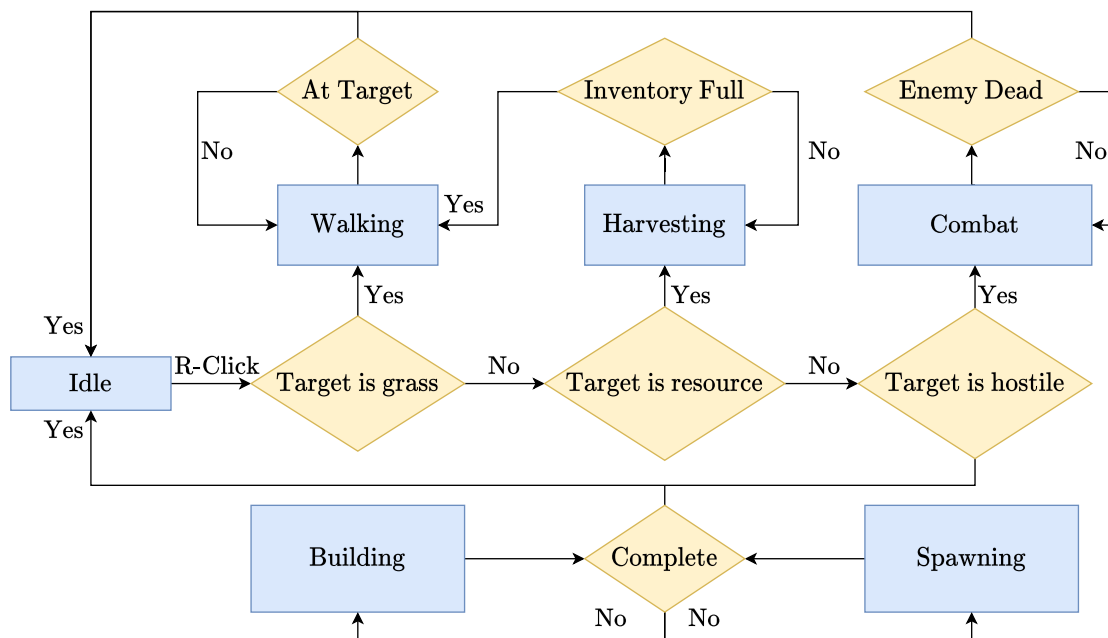 At Target
Inventory Full
Enemy Dead
No
No
No
Walking
Yes
Harvesting
Combat
Yes
Yes
Yes
Yes
Idle
R-Click
Target is grass
No
Target is resource
No
Target is hostile
Yes
Building
Complete
Spawning
No
No